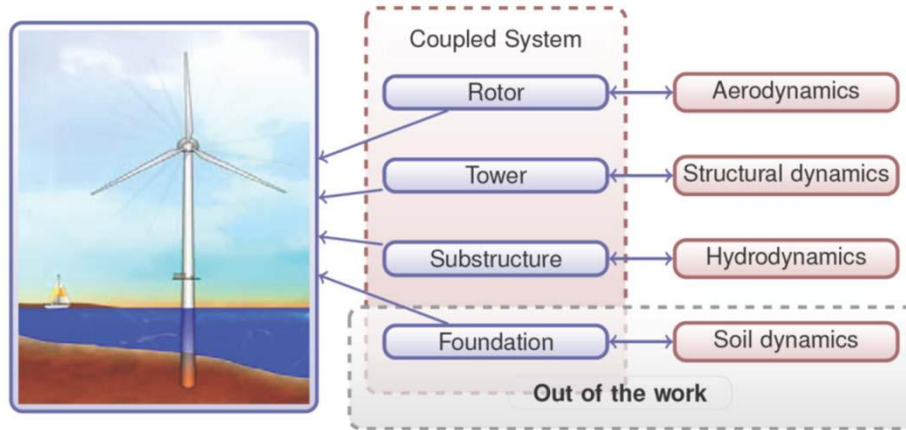 Coupled System
Rotor
Aerodynamics
Tower
Structural dynamics
Substructure
Hydrodynamics
Foundation
Soil dynamics
Out of the work